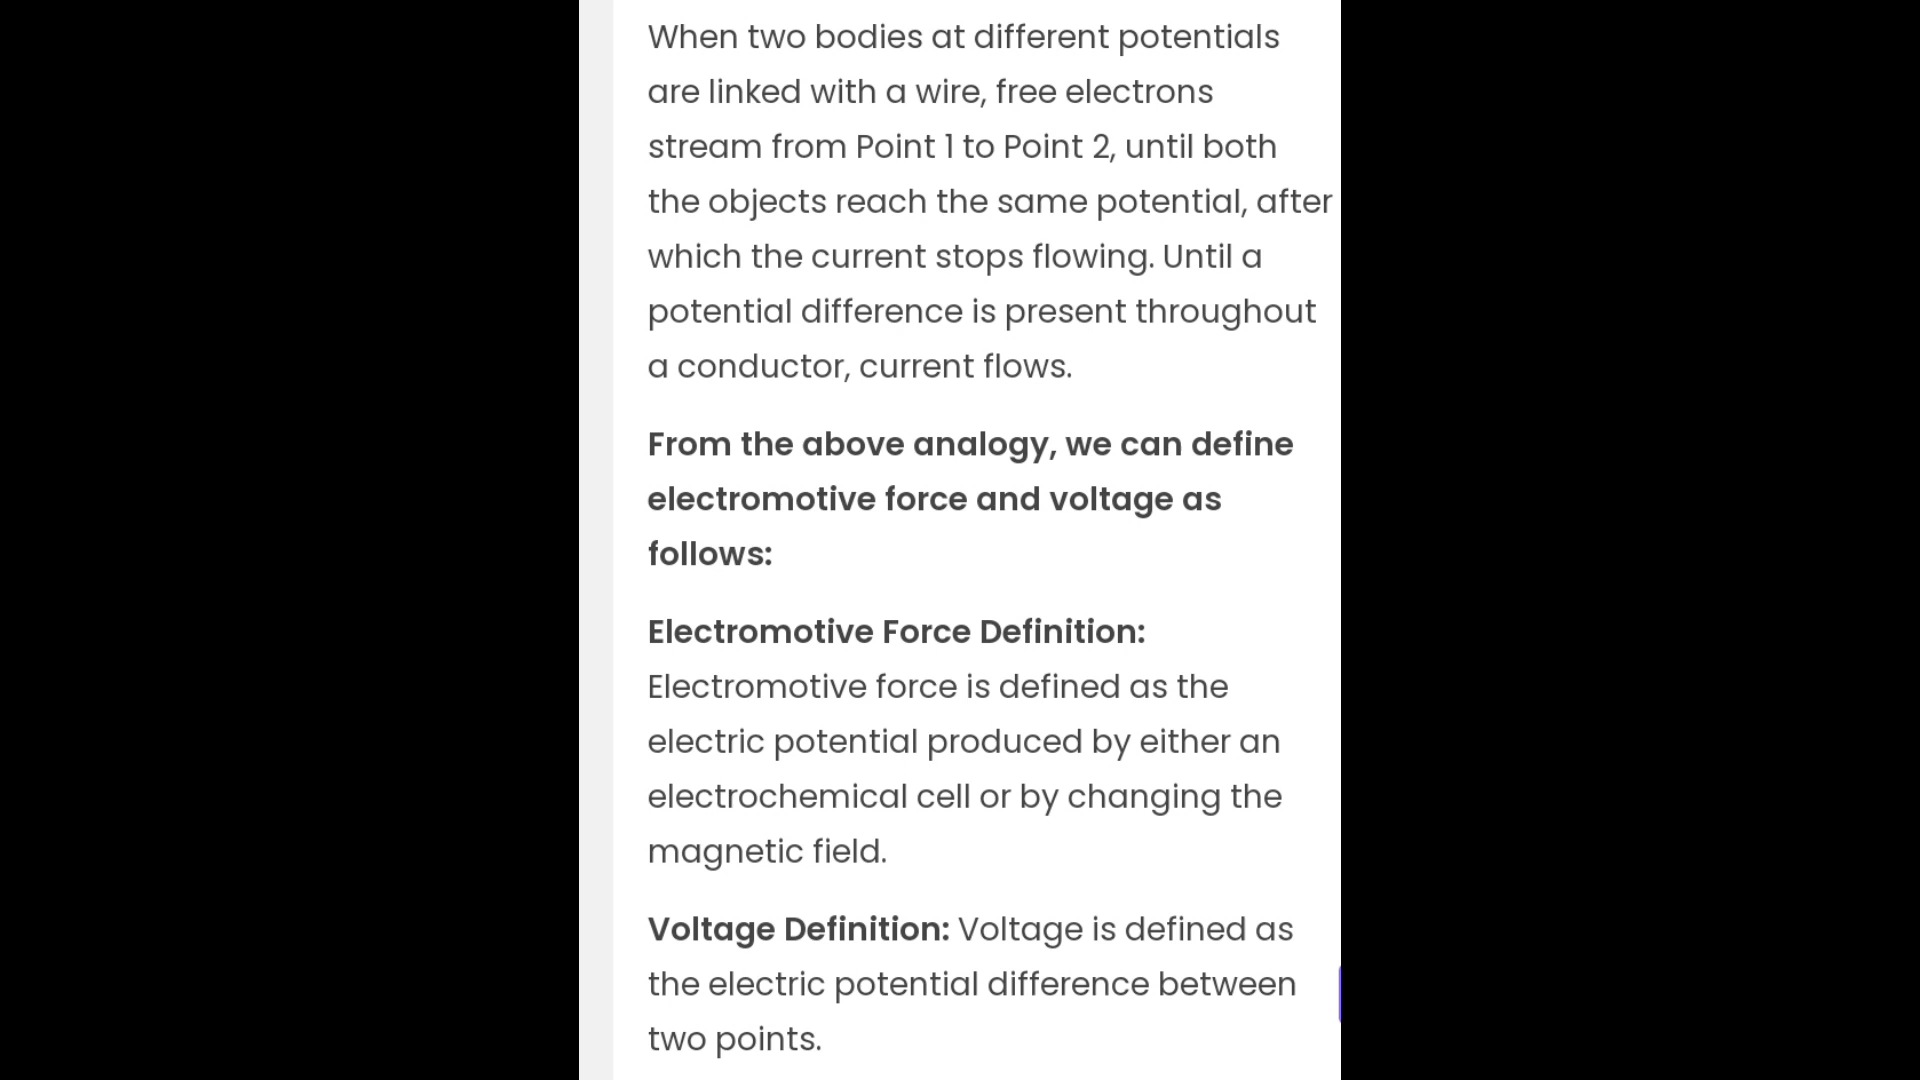 When two bodies at different potentials
are linked with a wire, free electrons
stream from Point 1 to Point 2, until both
the objects reach the same potential, after
which the current stops flowing. Until a
potential difference is present throughout
a conductor, current flows.
From the above analogy, we can define
electromotive force and voltage as
follows:
Electromotive Force Definition:
Electromotive force is defined as the
electric potential produced by either an
electrochemical cell or by changing the
magnetic field.
Voltage Definition: Voltage is defined as
the electric potential difference between
two points.